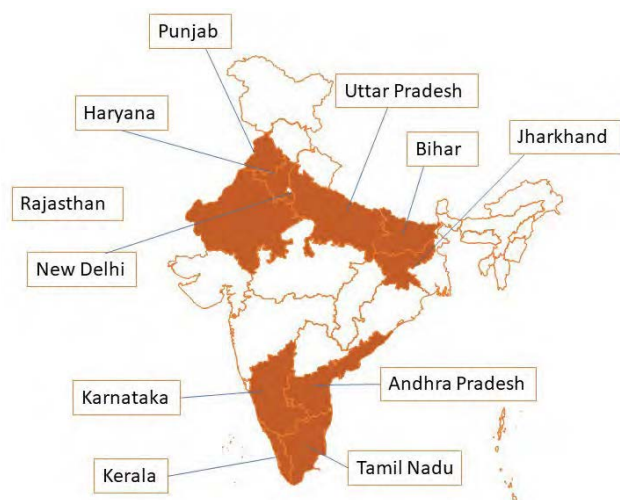 Punjab
Uttar Pradesh
Haryana
Jharkhand
Bihar
Rajasthan
New Delhi
Karnataka
Andhra Pradesh
Kerala
Tamil Nadu